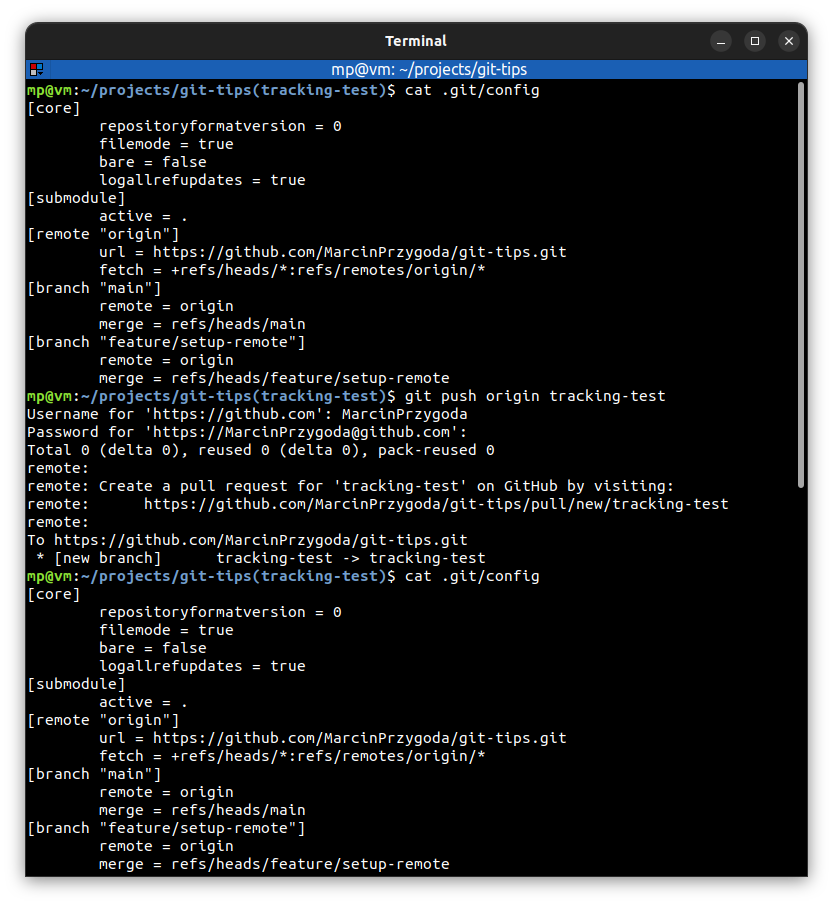 Terminal
mp@vm: ~/projects/git-tips
mp@vm:~/projects/git-tips(tracking-test)$ cat .git/config
[core]
        repositoryformatversion = 0
        filemode = true
        bare = false
        logallrefupdates = true
[submodule]
        active = .
[remote "origin"]
        url = https://github.com/MarcinPrzygoda/git-tips.git
        fetch = +refs/heads/*:refs/remotes/origin/*
[branch "main"]
        remote = origin
        merge = refs/heads/main
[branch "feature/setup-remote"]
        remote = origin
        merge = refs/heads/feature/setup-remote
mp@vm:~/projects/git-tips(tracking-test)$ git push origin tracking-test
Username for 'https://github.com': MarcinPrzygoda
Password for 'https://MarcinPrzygoda@github.com':
Total 0 (delta 0), reused 0 (delta 0), pack-reused 0
remote:
remote: Create a pull request for 'tracking-test' on GitHub by visiting:
remote:      https://github.com/MarcinPrzygoda/git-tips/pull/new/tracking-test
remote:
To https://github.com/MarcinPrzygoda/git-tips.git
 * [new branch]      tracking-test -> tracking-test
mp@vm:~/projects/git-tips(tracking-test)$ cat .git/config
[core]
        repositoryformatversion = 0
        filemode = true
        bare = false
        logallrefupdates = true
[submodule]
        active = .
[remote "origin"]
        url = https://github.com/MarcinPrzygoda/git-tips.git
        fetch = +refs/heads/*:refs/remotes/origin/*
[branch "main"]
        remote = origin
        merge = refs/heads/main
[branch "feature/setup-remote"]
        remote = origin
        merge = refs/heads/feature/setup-remote